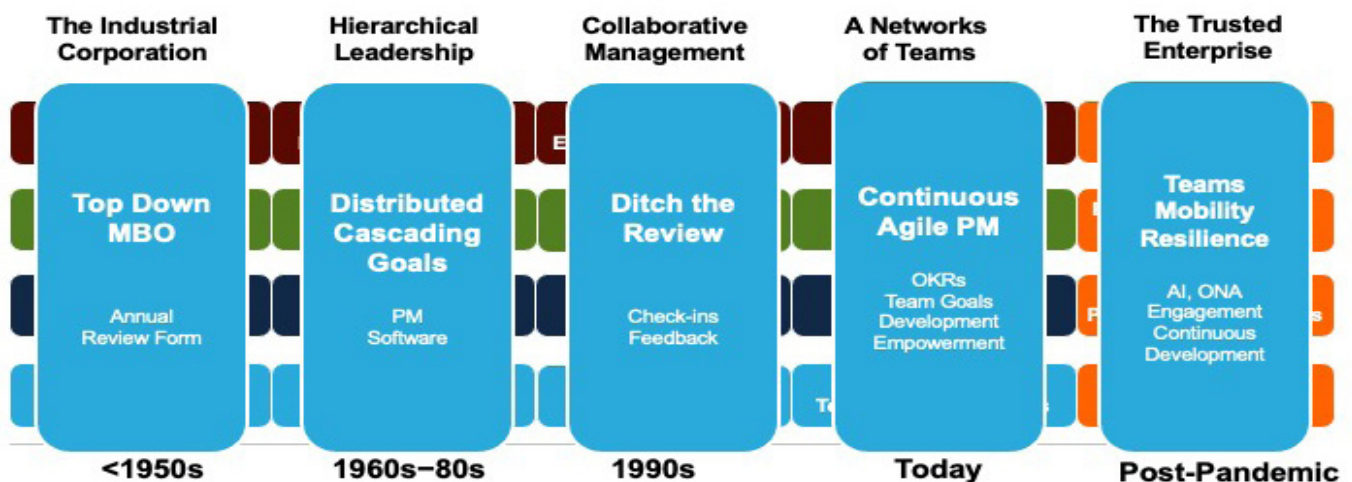 The Industrial
Corporation
Hierarchical
Leadership
Collaborative
Management
A Networks
of Teams
The Trusted
Enterprise
Top Down
MBO
Annual
Review Form
Distributed
Cascading
Goals
PM
Software
Ditch the
Review
Check-ins
Feedback
Continuous
Agile PM
OKRs
Team Goals
Development
Empowerment
Teams
Mobility
Resilience
AI, ONA
Engagement
Continuous
Development
<1950s
1960s–80s
1990s
Today
Post-Pandemic